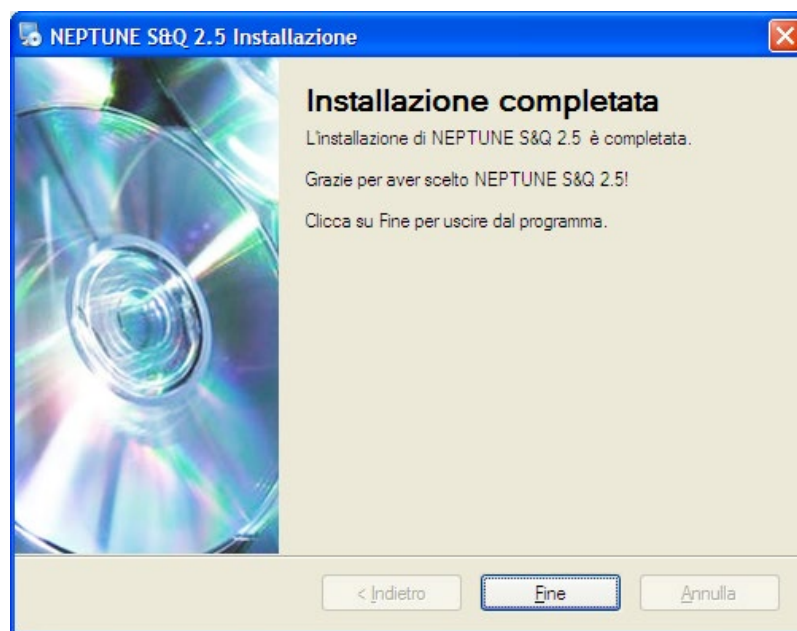 NEPTUNE S&Q 2.5 Installazione
Installazione completata
L'installazione di NEPTUNE S&Q 2.5 è completata.
Grazie per aver scelto NEPTUNE S&Q 2.5!
Clicca su Fine per uscire dal programma.
< Indietro
Fine
Annulla